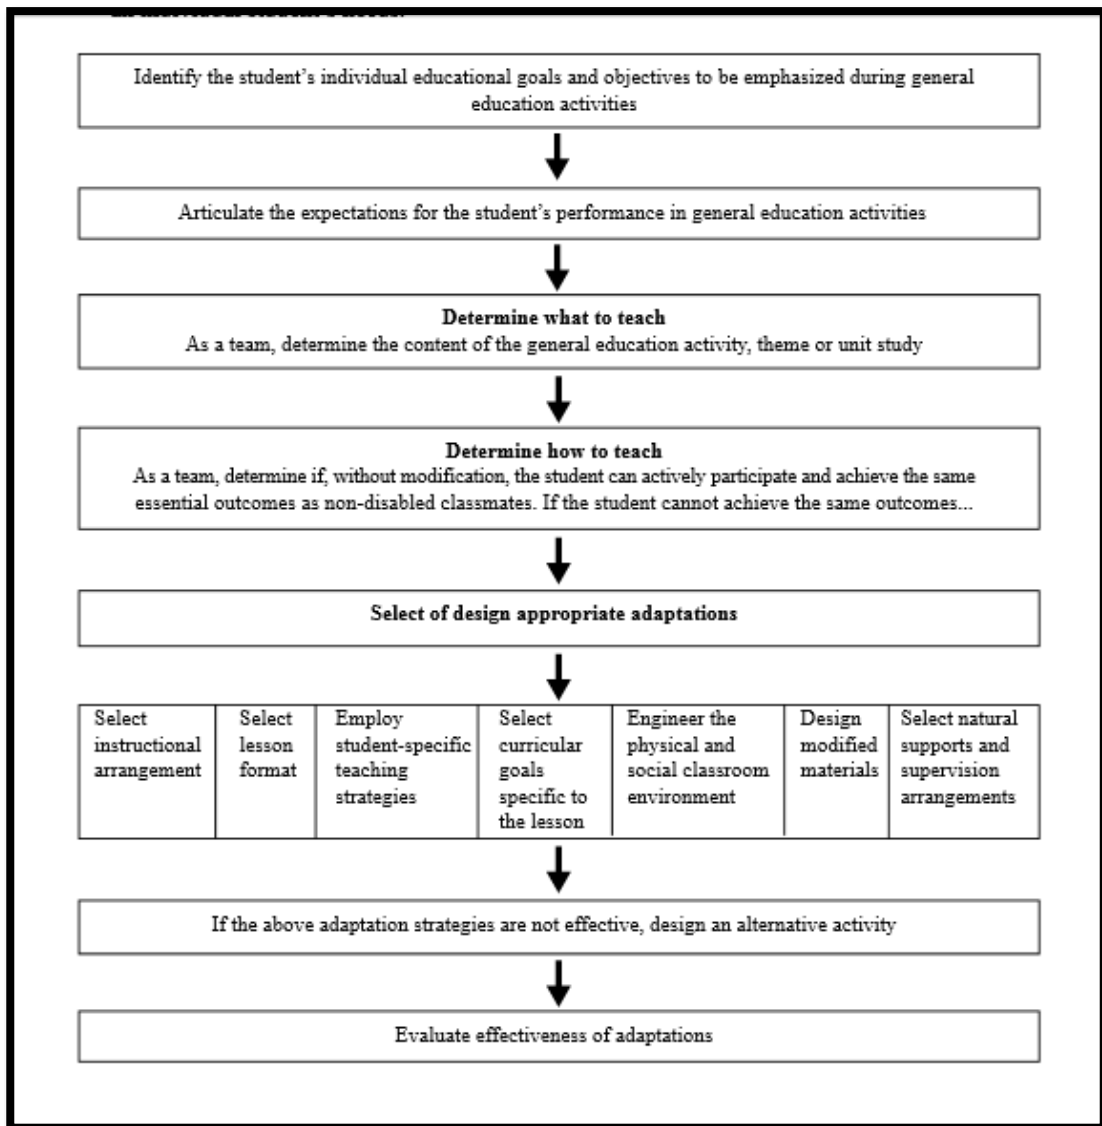 Identify the student's individual educational goals and objectives to be emphasized during general
education activities
Articulate the expectations for the student's performance in general education activities
Determine what to teach
As a team, determine the content of the general education activity, theme or unit study
Determine how to teach
As a team, determine if, without modification, the student can actively participate and achieve the same
essential outcomes as non-disabled classmates. If the student cannot achieve the same outcomes...
Select of design appropriate adaptations
Select
instructional
arrangement
Select
lesson
format
Employ
student-specific
teaching
strategies
Select
curricular
goals
specific to
the lesson
Engineer the
physical and
social classroom
environment
Design
modified
materials
Select natural
supports and
supervision
arrangements
If the above adaptation strategies are not effective, design an alternative activity
Evaluate effectiveness of adaptations